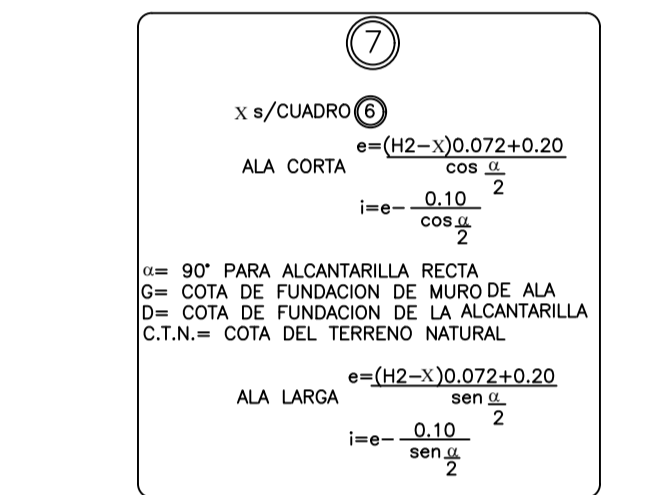 7
X s/CUADRO 6
ALA CORTA e=(H2-X)0.072+0.20
cos α
2
i=e- 0.10
cos α
2
α= 90° PARA ALCANTARILLA RECTA
G= COTA DE FUNDACION DE MURO DE ALA
D= COTA DE FUNDACION DE LA ALCANTARILLA
C.T.N.= COTA DEL TERRENO NATURAL
ALA LARGA e=(H2-X)0.072+0.20
sen α
2
i=e- 0.10
sen α
2